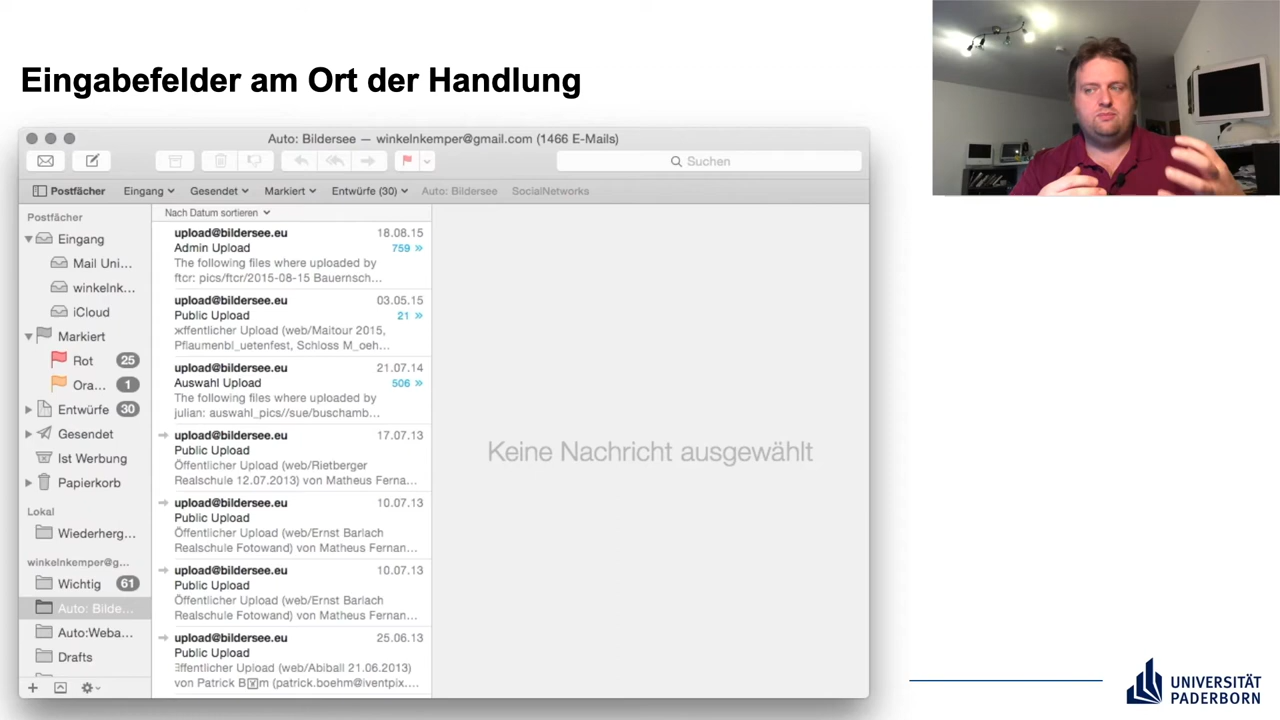 Eingabefelder am Ort der Handlung
Auto: Bildersee — winkelnkemper@gmail.com (1466 E-Mails)
Suchen
Postfächer Eingang Gesendet Markiert Entwürfe (30) Auto: Bildersee SocialNetworks
Postfächer
Eingang
Mail Uni...
winkelnk...
iCloud
Markiert
Rot 25
Ora... 1
Entwürfe 30
Gesendet
Ist Werbung
Papierkorb
Lokal
Wiederherg...
winkelnkemper@g...
Wichtig 61
Auto: Bilde...
Auto:Weba...
Drafts
Nach Datum sortieren
upload@bildersee.eu 18.08.15
Admin Upload 759 »
The following files where uploaded by
ftcr: pics/ftcr/2015-08-15 Bauernsch...
upload@bildersee.eu 03.05.15
Public Upload 21 »
жffentlicher Upload (web/Maitour 2015,
Pflaumenbl_uetenfest, Schloss M_oeh...
upload@bildersee.eu 21.07.14
Auswahl Upload 506 »
The following files where uploaded by
julian: auswahl_pics//sue/buschamb...
upload@bildersee.eu 17.07.13
Public Upload
Öffentlicher Upload (web/Rietberger
Realschule 12.07.2013) von Matheus Ferna...
upload@bildersee.eu 10.07.13
Public Upload
Öffentlicher Upload (web/Ernst Barlach
Realschule Fotowand) von Matheus Fernan...
upload@bildersee.eu 10.07.13
Public Upload
Öffentlicher Upload (web/Ernst Barlach
Realschule Fotowand) von Matheus Fernan...
upload@bildersee.eu 25.06.13
Public Upload
ffentlicher Upload (web/Abiball 21.06.2013)
von Patrick (patrick.boehm@iventpix....
Keine Nachricht ausgewählt
UNIVERSITÄT
PADERBORN